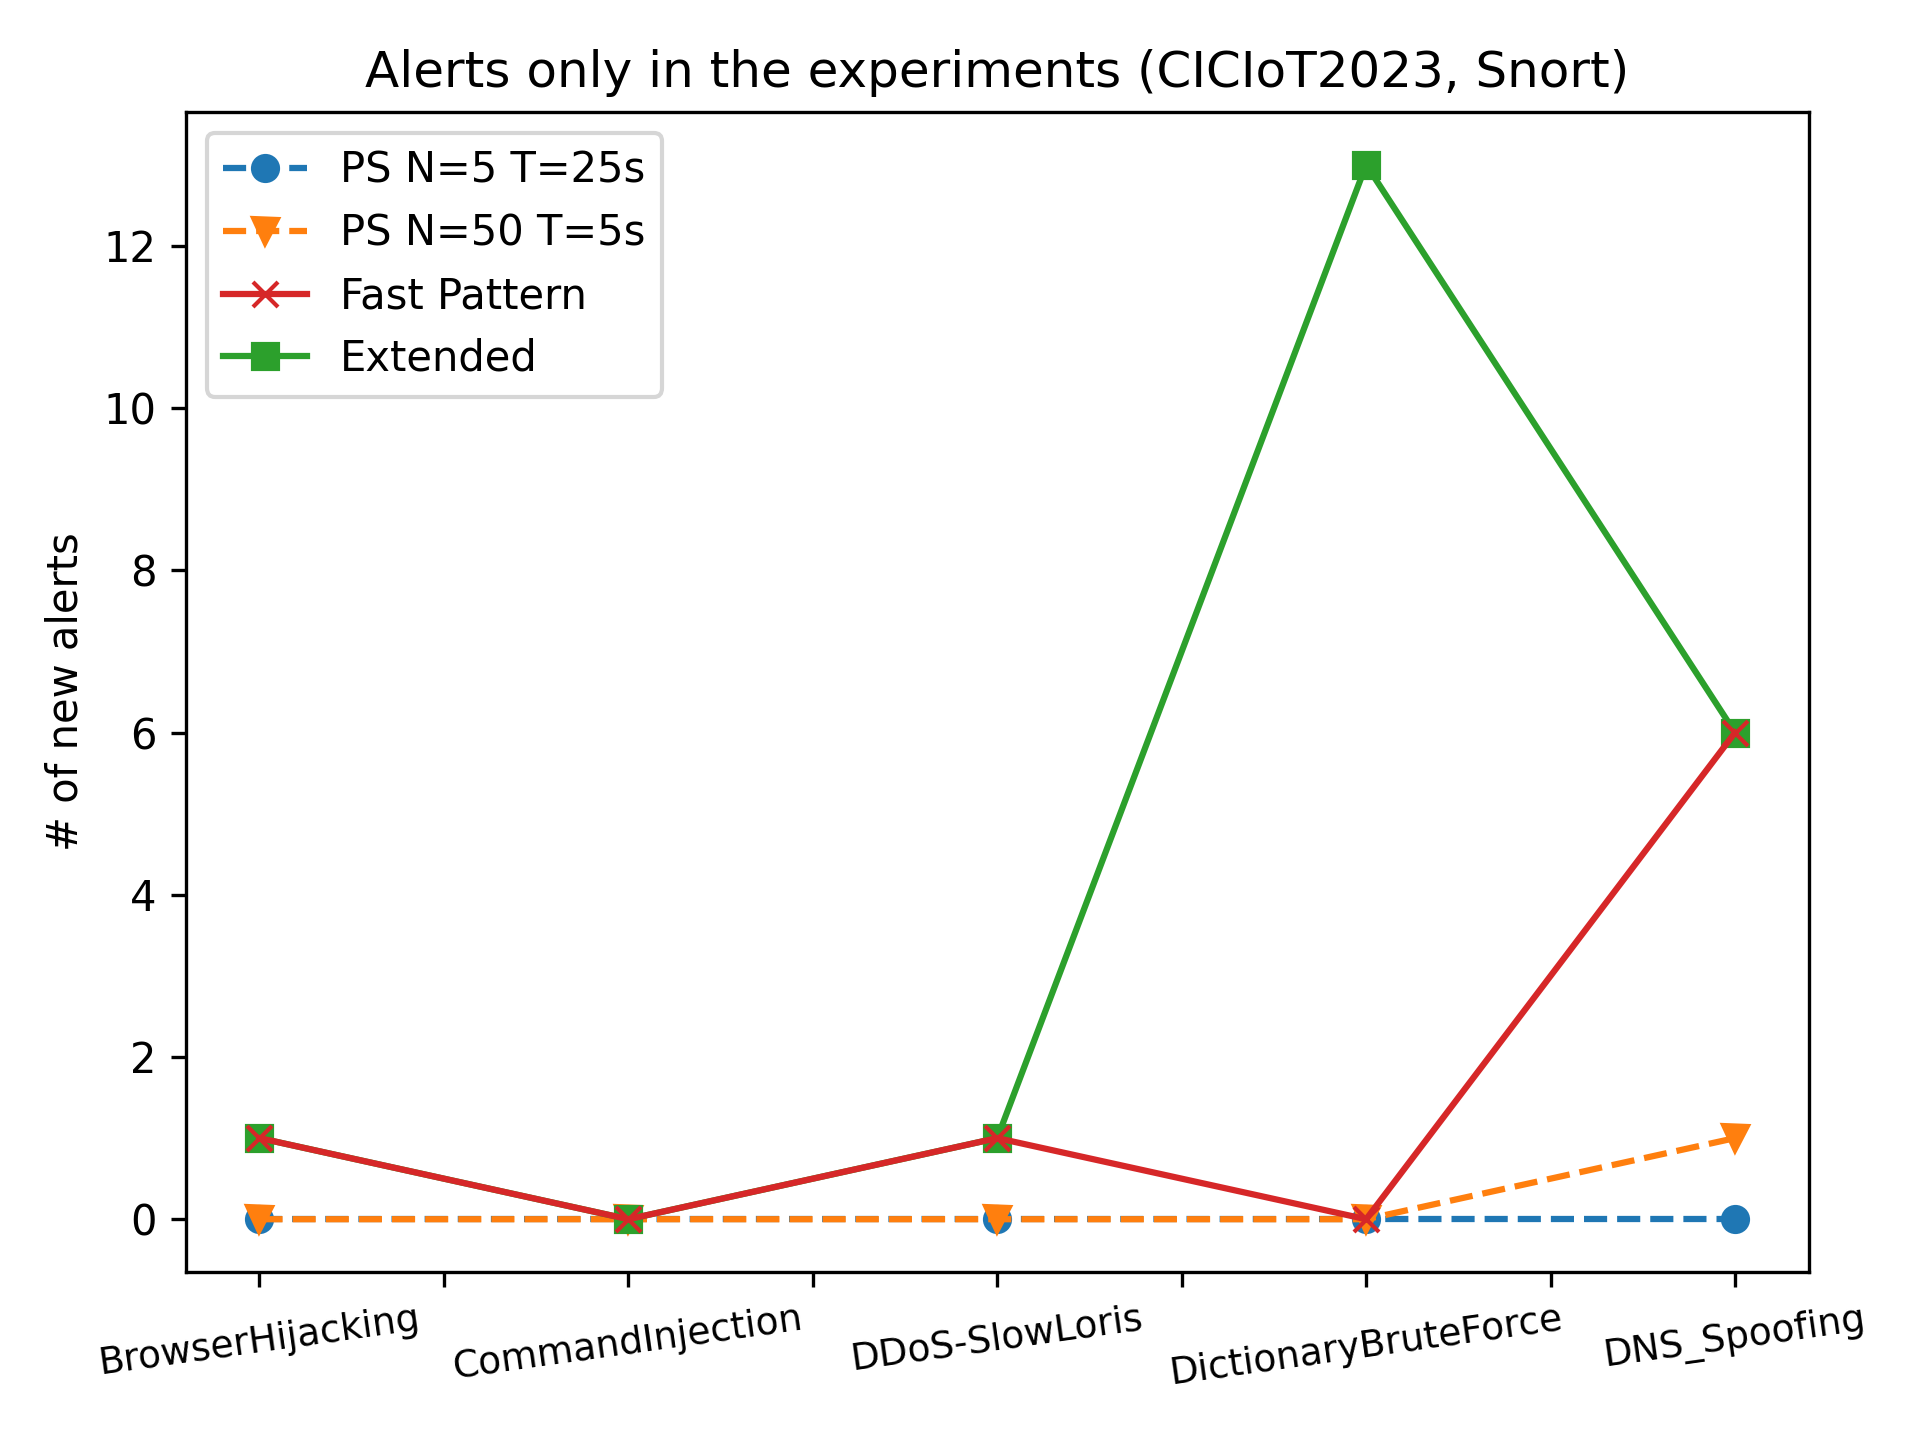 Alerts only in the experiments (CICIoT2023, Snort)
PS N=5 T=25s
PS N=50 T=5s
Fast Pattern
Extended
# of new alerts
12
10
8
6
4
2
0
BrowserHijacking
CommandInjection
DDoS-SlowLoris
DictionaryBruteForce
DNS_Spoofing